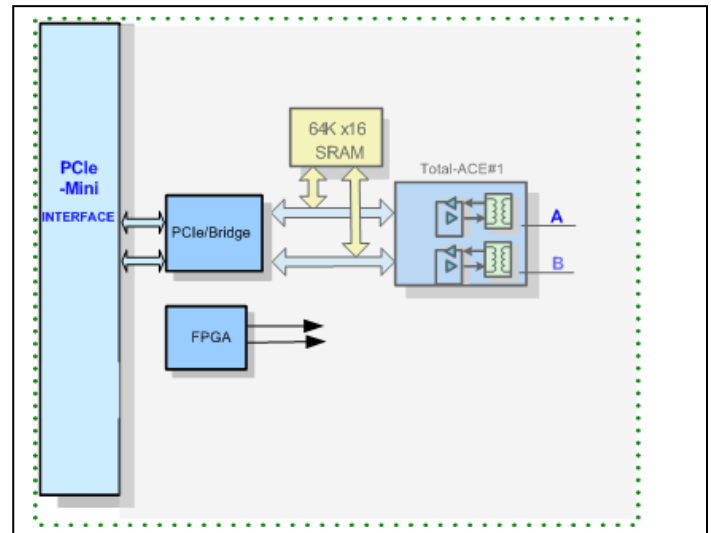 64K x16
SRAM
PCIe
-Mini
INTERFACE
Total-ACE#1
PCIe/Bridge
A
B
FPGA